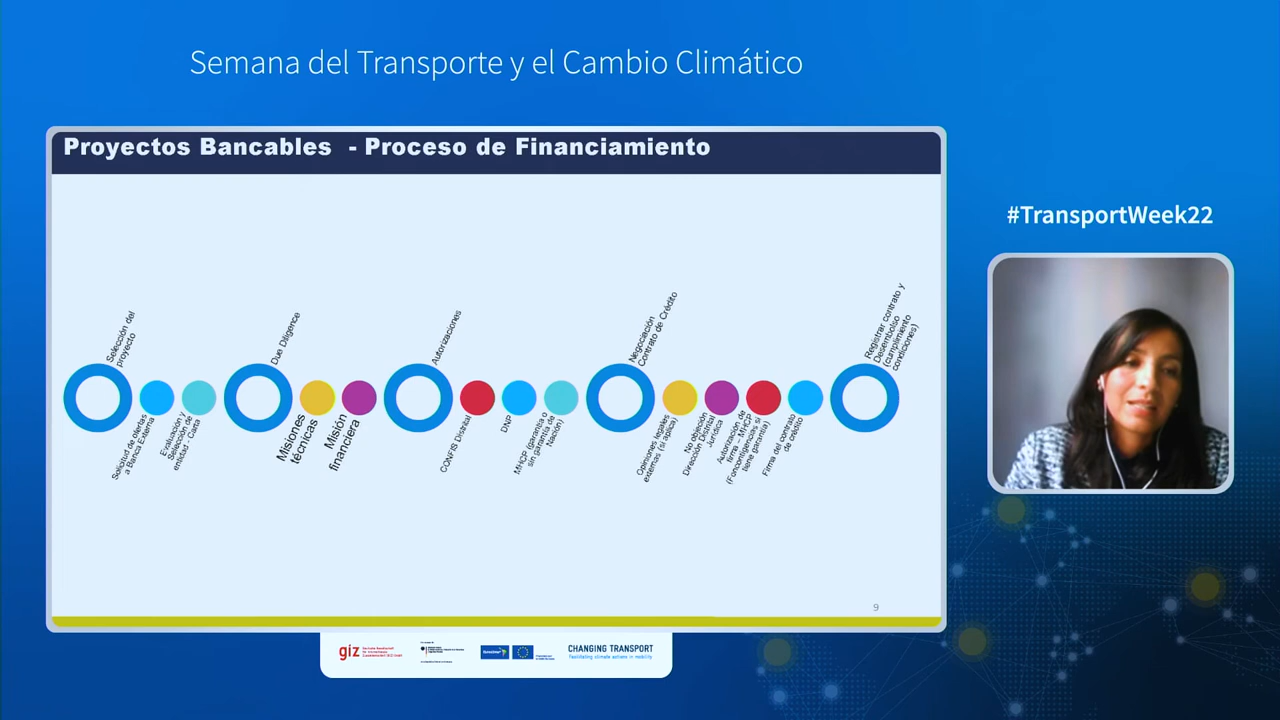 Semana del Transporte y el Cambio Climático
Proyectos Bancables - Proceso de Financiamiento
#TransportWeek22
Selección del
proyecto
Solicitud de ofertas
a Banca Externa
Evaluación y
Selección de
entidad - Carta
Due Diligence
Misiones
técnicas
Misión
financiera
Autorizaciones
CONFIS Distrital
DNP
MHCP (garantía o
sin garantía de
Nación)
Negociación
Contrato de Crédito
Opiniones legales
externas (si aplica)
No objeción
Dirección Distrital
Jurídica
Autorización de
firma – MHCP
(Fonconigencias si
tiene garantía)
Firma del contrato
de crédito
Registrar contrato y
Desembolso
(cumplimiento
condiciones)
9
giz
CHANGING TRANSPORT
Facilitating climate actions in mobility